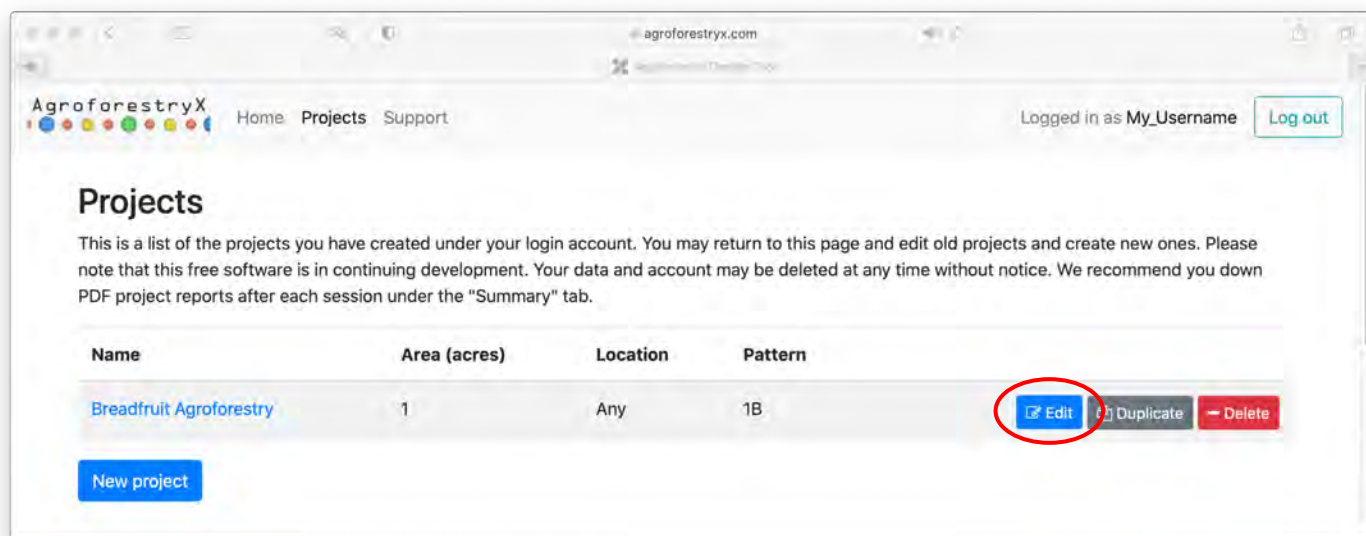 agroforestryx.com
AgroforestryX Home Projects Support Logged in as My_Username Log out
Projects
This is a list of the projects you have created under your login account. You may return to this page and edit old projects and create new ones. Please
note that this free software is in continuing development. Your data and account may be deleted at any time without notice. We recommend you down
PDF project reports after each session under the "Summary" tab.
Name Area (acres) Location Pattern
Breadfruit Agroforestry 1 Any 1B Edit Duplicate Delete
New project